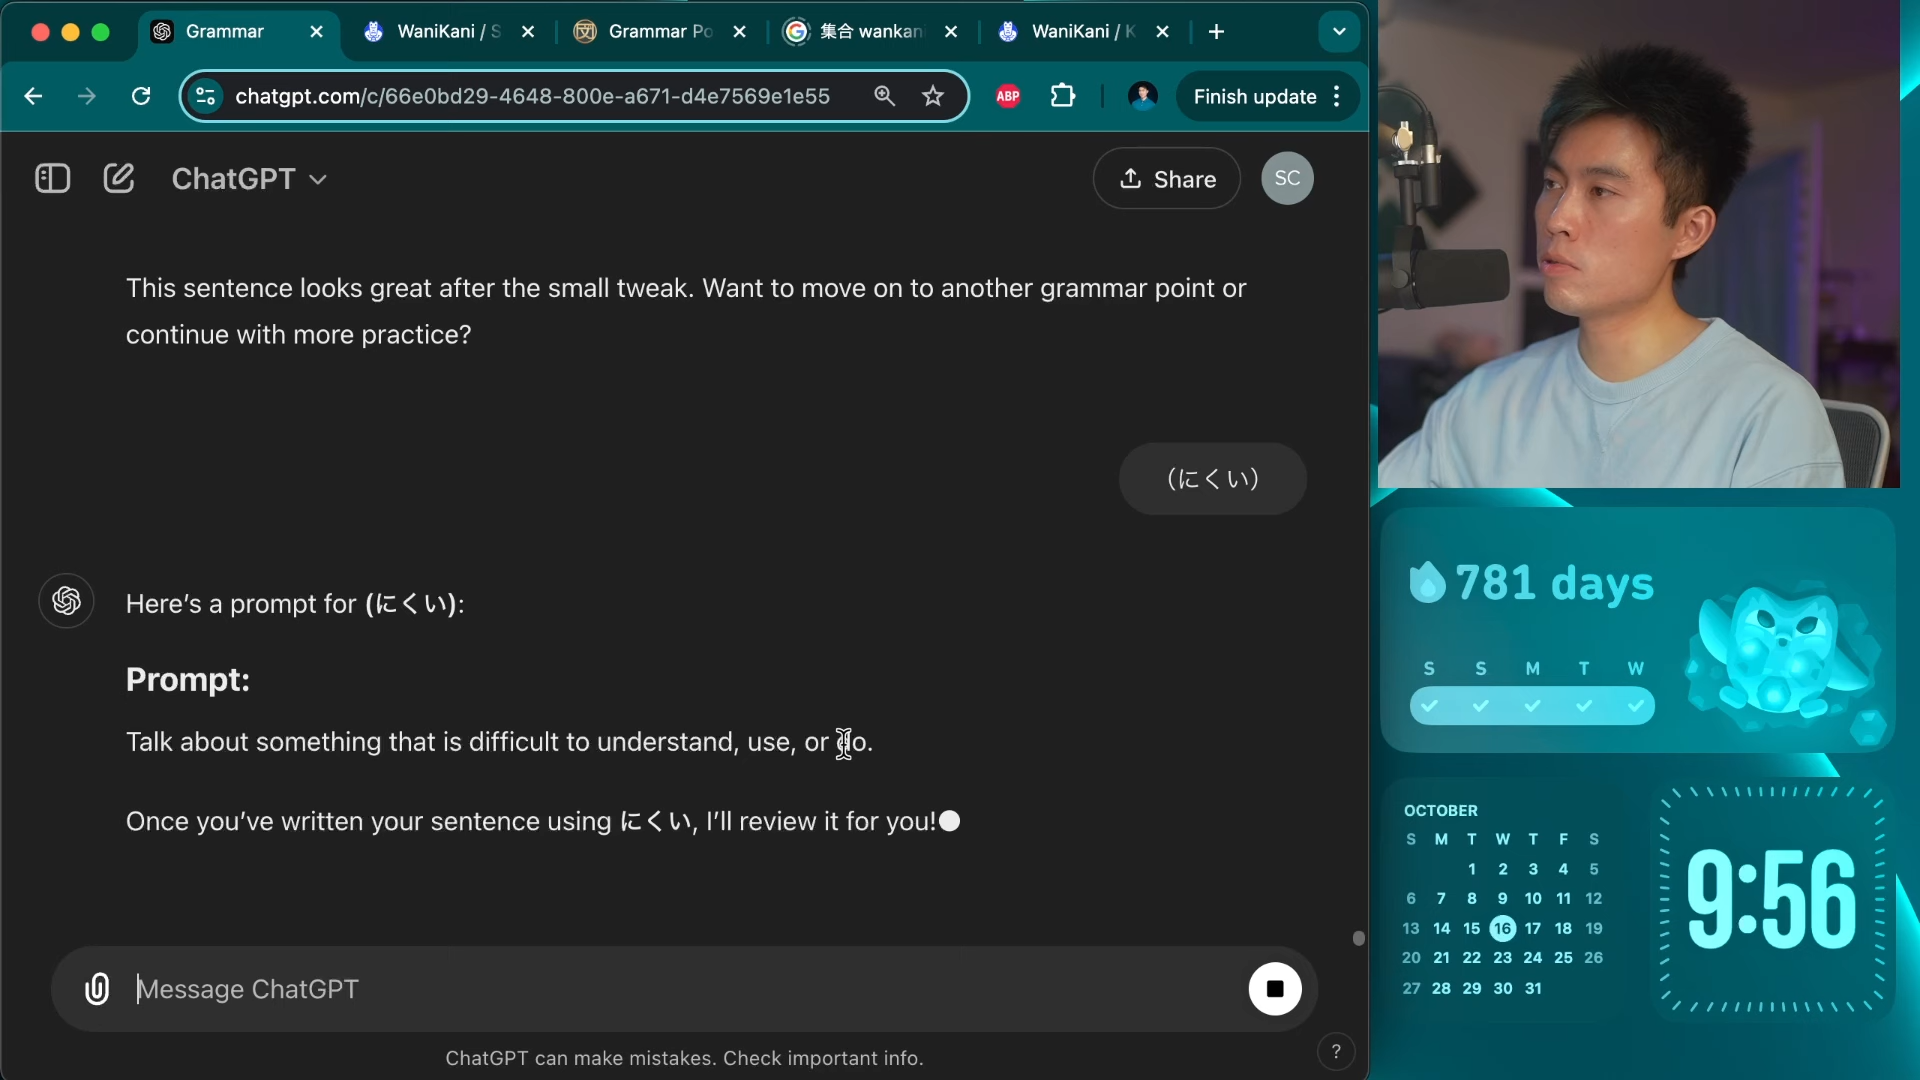 Grammar
WaniKani / S
Grammar Po
集合 wankan
WaniKani / K
chatgpt.com/c/66e0bd29-4648-800e-a671-d4e7569e1e55
ABP
Finish update
ChatGPT
Share
SC
This sentence looks great after the small tweak. Want to move on to another grammar point or
continue with more practice?
(にくい)
Here's a prompt for (にくい):
Prompt:
Talk about something that is difficult to understand, use, or do.
Once you've written your sentence using にくい, I'll review it for you!
Message ChatGPT
ChatGPT can make mistakes. Check important info.
?
781 days
S S M T W
OCTOBER
S M T W T F S
1 2 3 4 5
6 7 8 9 10 11 12
13 14 15 16 17 18 19
20 21 22 23 24 25 26
27 28 29 30 31
9:56